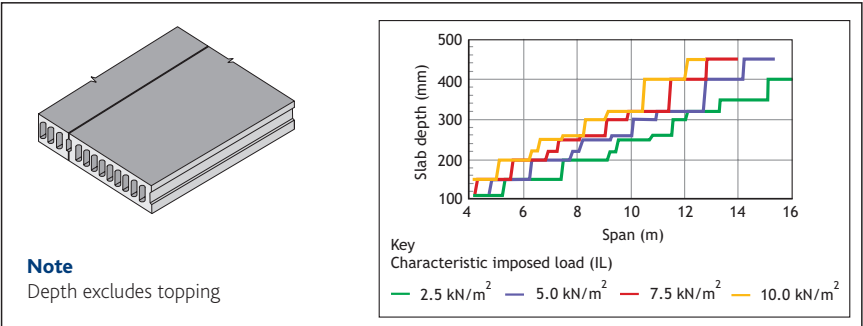 Note
Depth excludes topping
Slab depth (mm)
500
400
300
200
100
4 6 8 10 12 14 16
Span (m)
Key
Characteristic imposed load (IL)
2.5 kN/m² 5.0 kN/m² 7.5 kN/m² 10.0 kN/m²